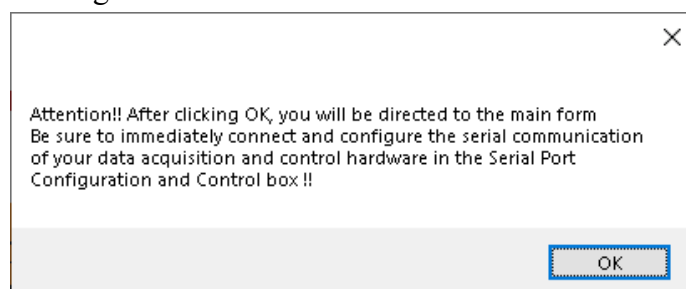 Attention!! After clicking OK, you will be directed to the main form
Be sure to immediately connect and configure the serial communication
of your data acquisition and control hardware in the Serial Port
Configuration and Control box !!
OK